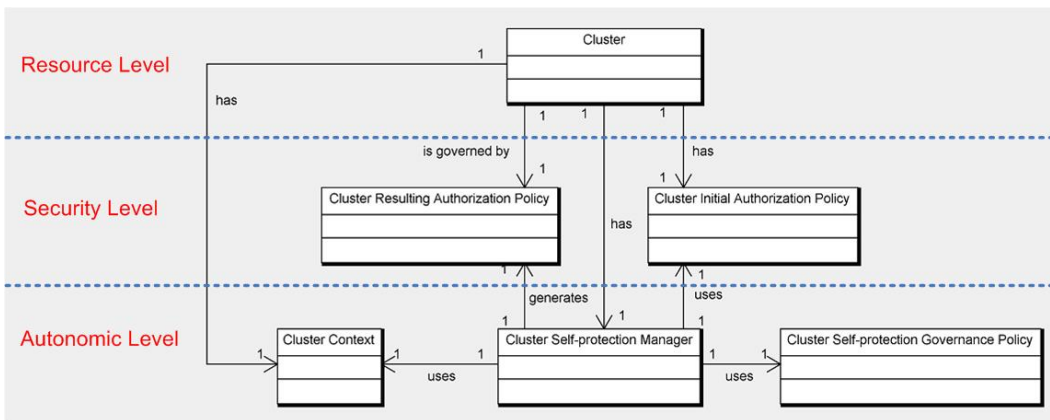 Cluster
1
Resource Level
has
1
1
1
is governed by
has
1
1
Cluster Resulting Authorization Policy
Cluster Initial Authorization Policy
Security Level
has
1
1
generates
uses
1
1
1
Autonomic Level
Cluster Context
Cluster Self-protection Manager
Cluster Self-protection Governance Policy
1
1
1
1
1
uses
uses